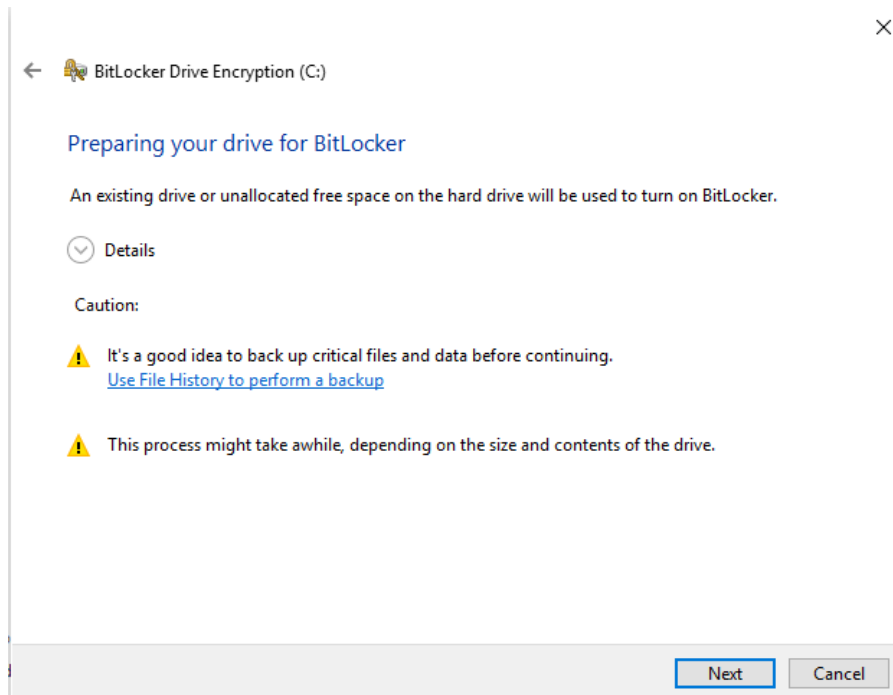 BitLocker Drive Encryption (C:)
Preparing your drive for BitLocker
An existing drive or unallocated free space on the hard drive will be used to turn on BitLocker.
Details
Caution:
It's a good idea to back up critical files and data before continuing.
Use File History to perform a backup
This process might take awhile, depending on the size and contents of the drive.
Next Cancel